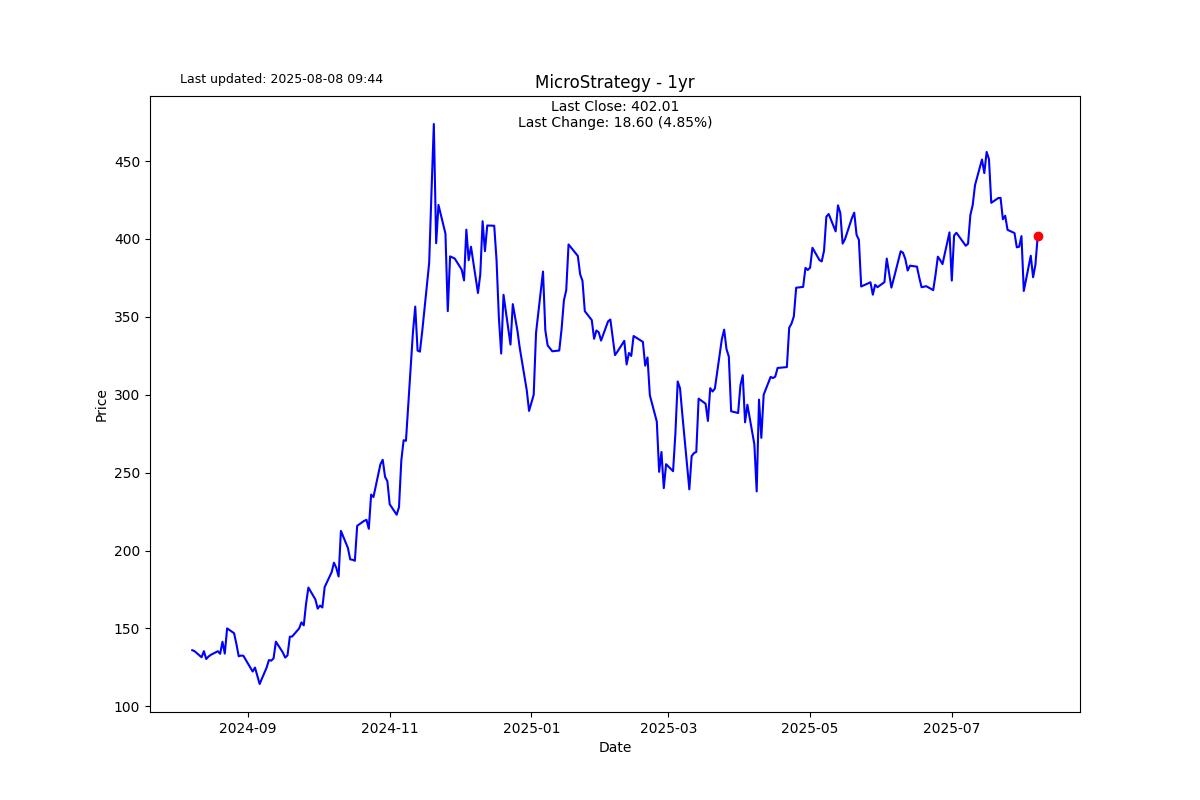 Last updated: 2025-08-08 09:44
MicroStrategy - 1yr
Last Close: 402.01
Last Change: 18.60 (4.85%)
450
400
350
300
250
200
150
100
Price
2024-09
2024-11
2025-01
2025-03
2025-05
2025-07
Date